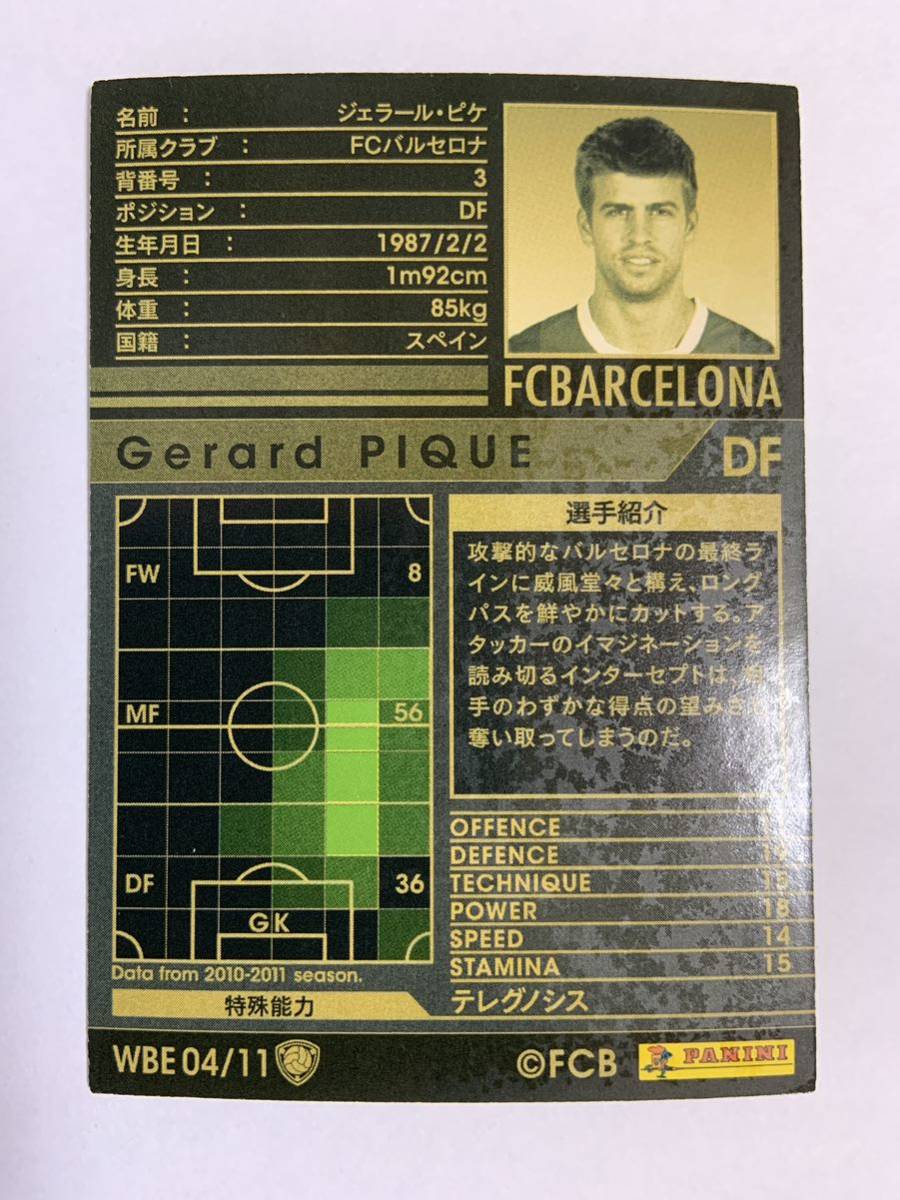 名前 : ジェラール・ピケ
所属クラブ : FCバルセロナ
背番号 : 3
ポジション : DF
生年月日 : 1987/2/2
身長 : 1m92cm
体重 : 85kg
国籍 : スペイン
FCBARCELONA
Gerard PIQUE DF
FW 8
MF 56
DF 36
GK
Data from 2010-2011 season.
選手紹介
攻撃的なバルセロナの最終ラ
インに威風堂々と構え、ロング
パスを鮮やかにカットする。ア
タッカーのイマジネーションを
読み切るインターセプトは、相
手のわずかな得点の望みさえ
奪い取ってしまうのだ。
OFFENCE
DEFENCE
TECHNIQUE 15
POWER 18
SPEED 14
STAMINA 15
特殊能力 テレグノシス
WBE 04/11 ©FCB PANINI